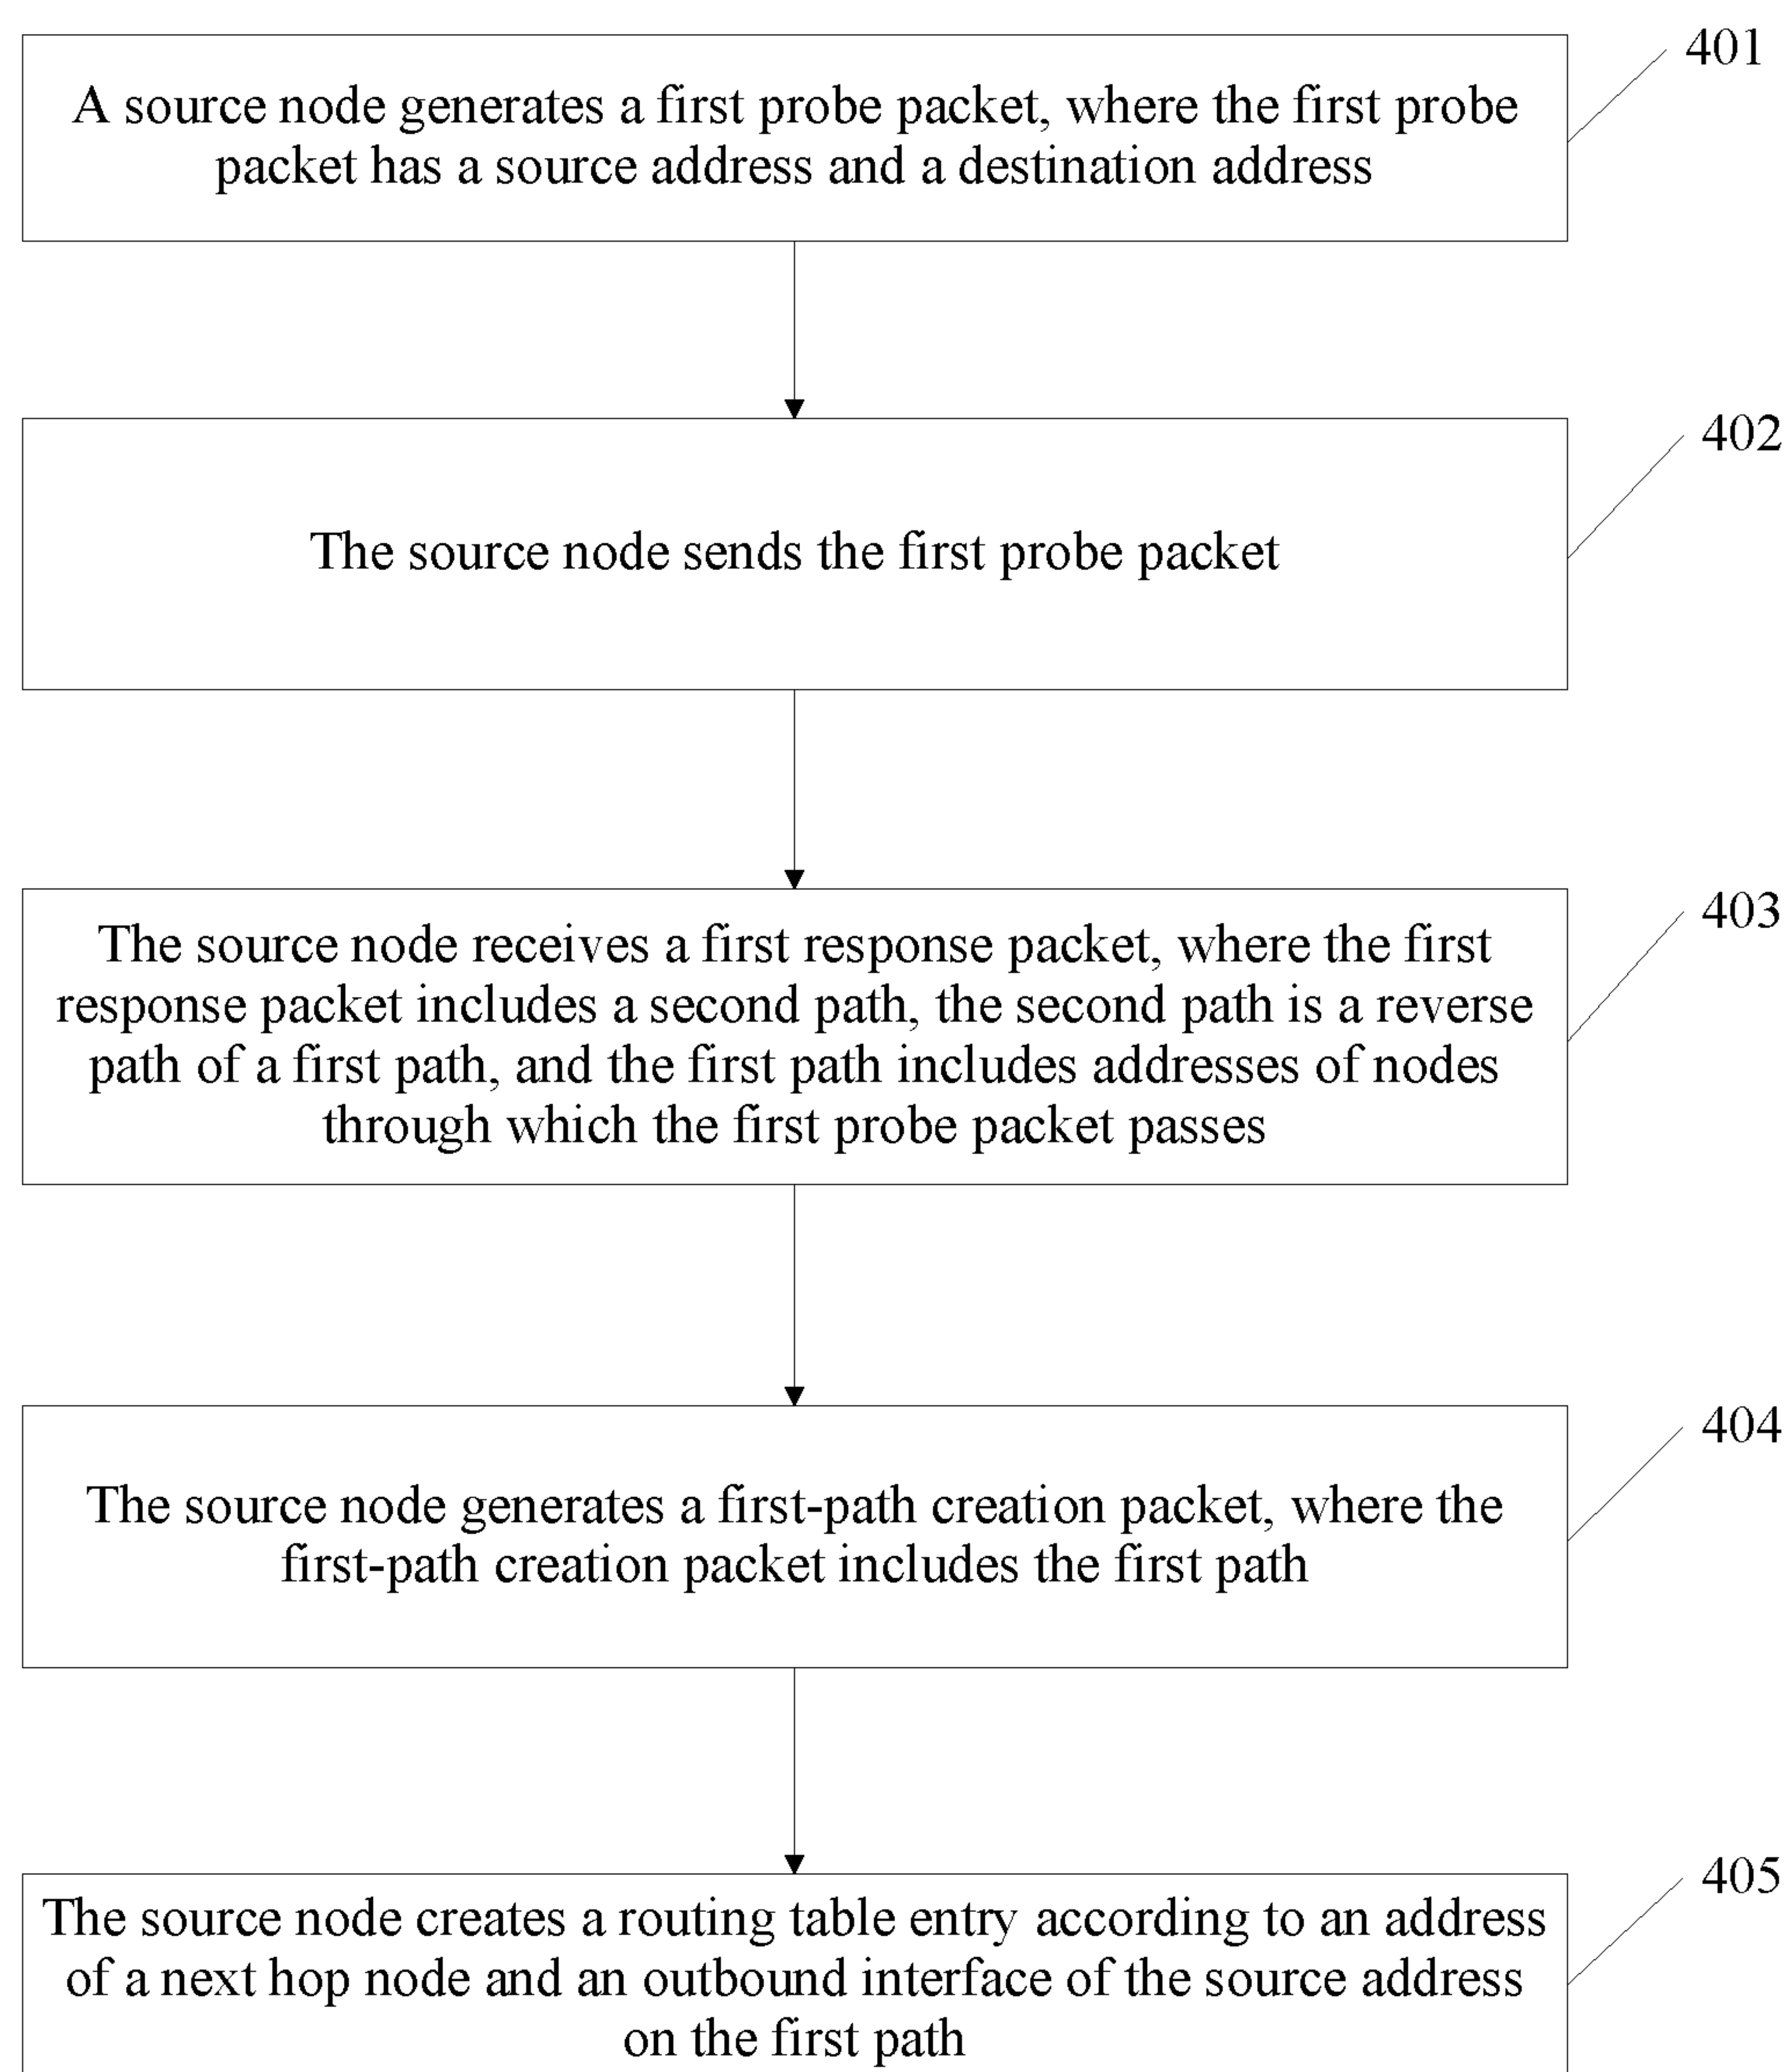 401
A source node generates a first probe packet, where the first probe
packet has a source address and a destination address
402
The source node sends the first probe packet
403
The source node receives a first response packet, where the first
response packet includes a second path, the second path is a reverse
path of a first path, and the first path includes addresses of nodes
through which the first probe packet passes
404
The source node generates a first-path creation packet, where the
first-path creation packet includes the first path
405
The source node creates a routing table entry according to an address
of a next hop node and an outbound interface of the source address
on the first path